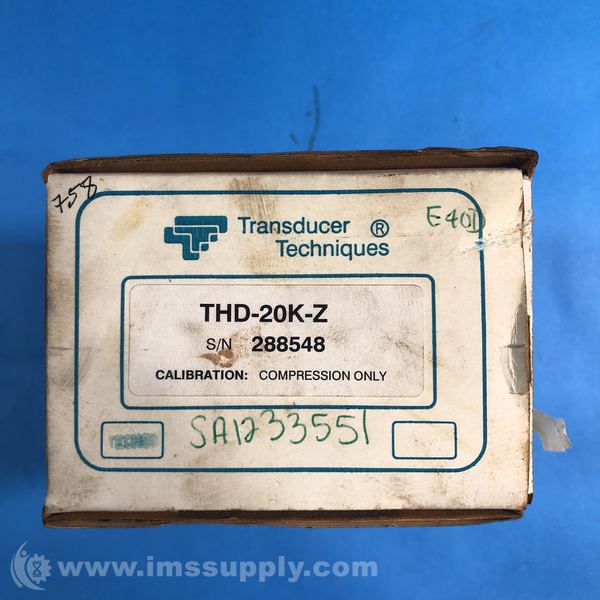 758
Transducer ®
Techniques
E401
THD-20K-Z
S/N 288548
CALIBRATION: COMPRESSION ONLY
SA1233551
www.imssupply.com